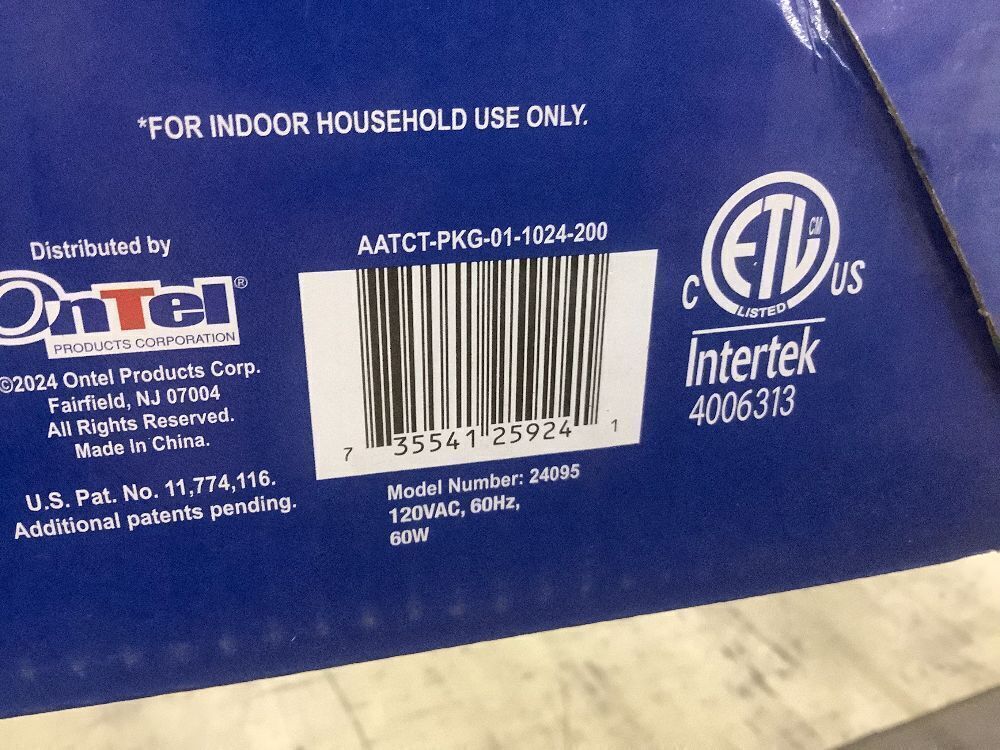 *FOR INDOOR HOUSEHOLD USE ONLY.
Distributed by
OnTel®
PRODUCTS CORPORATION
©2024 Ontel Products Corp.
Fairfield, NJ 07004
All Rights Reserved.
Made In China.
U.S. Pat. No. 11,774,116.
Additional patents pending.
AATCT-PKG-01-1024-200
7 35541 25924 1
Model Number: 24095
120VAC, 60Hz,
60W
ETL CM
LISTED
C US
Intertek
4006313